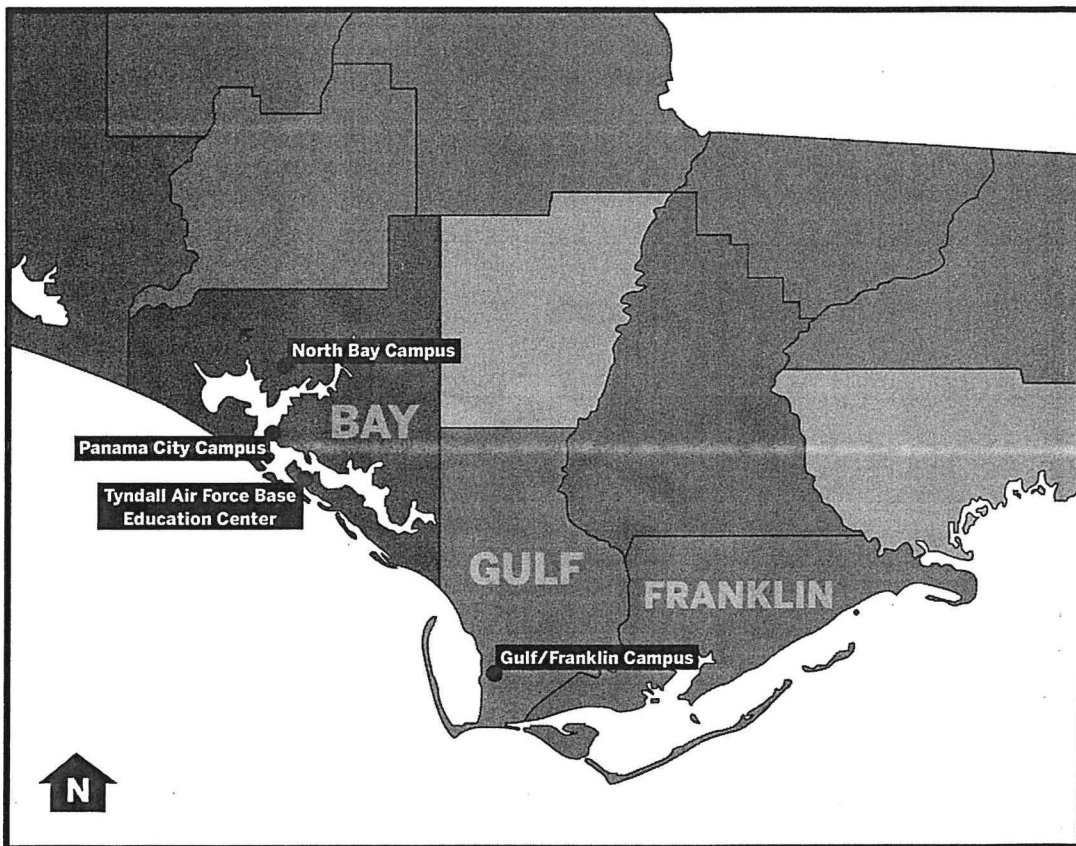 North Bay Campus
BAY
Panama City Campus
Tyndall Air Force Base
Education Center
GULF
FRANKLIN
Gulf/Franklin Campus
N